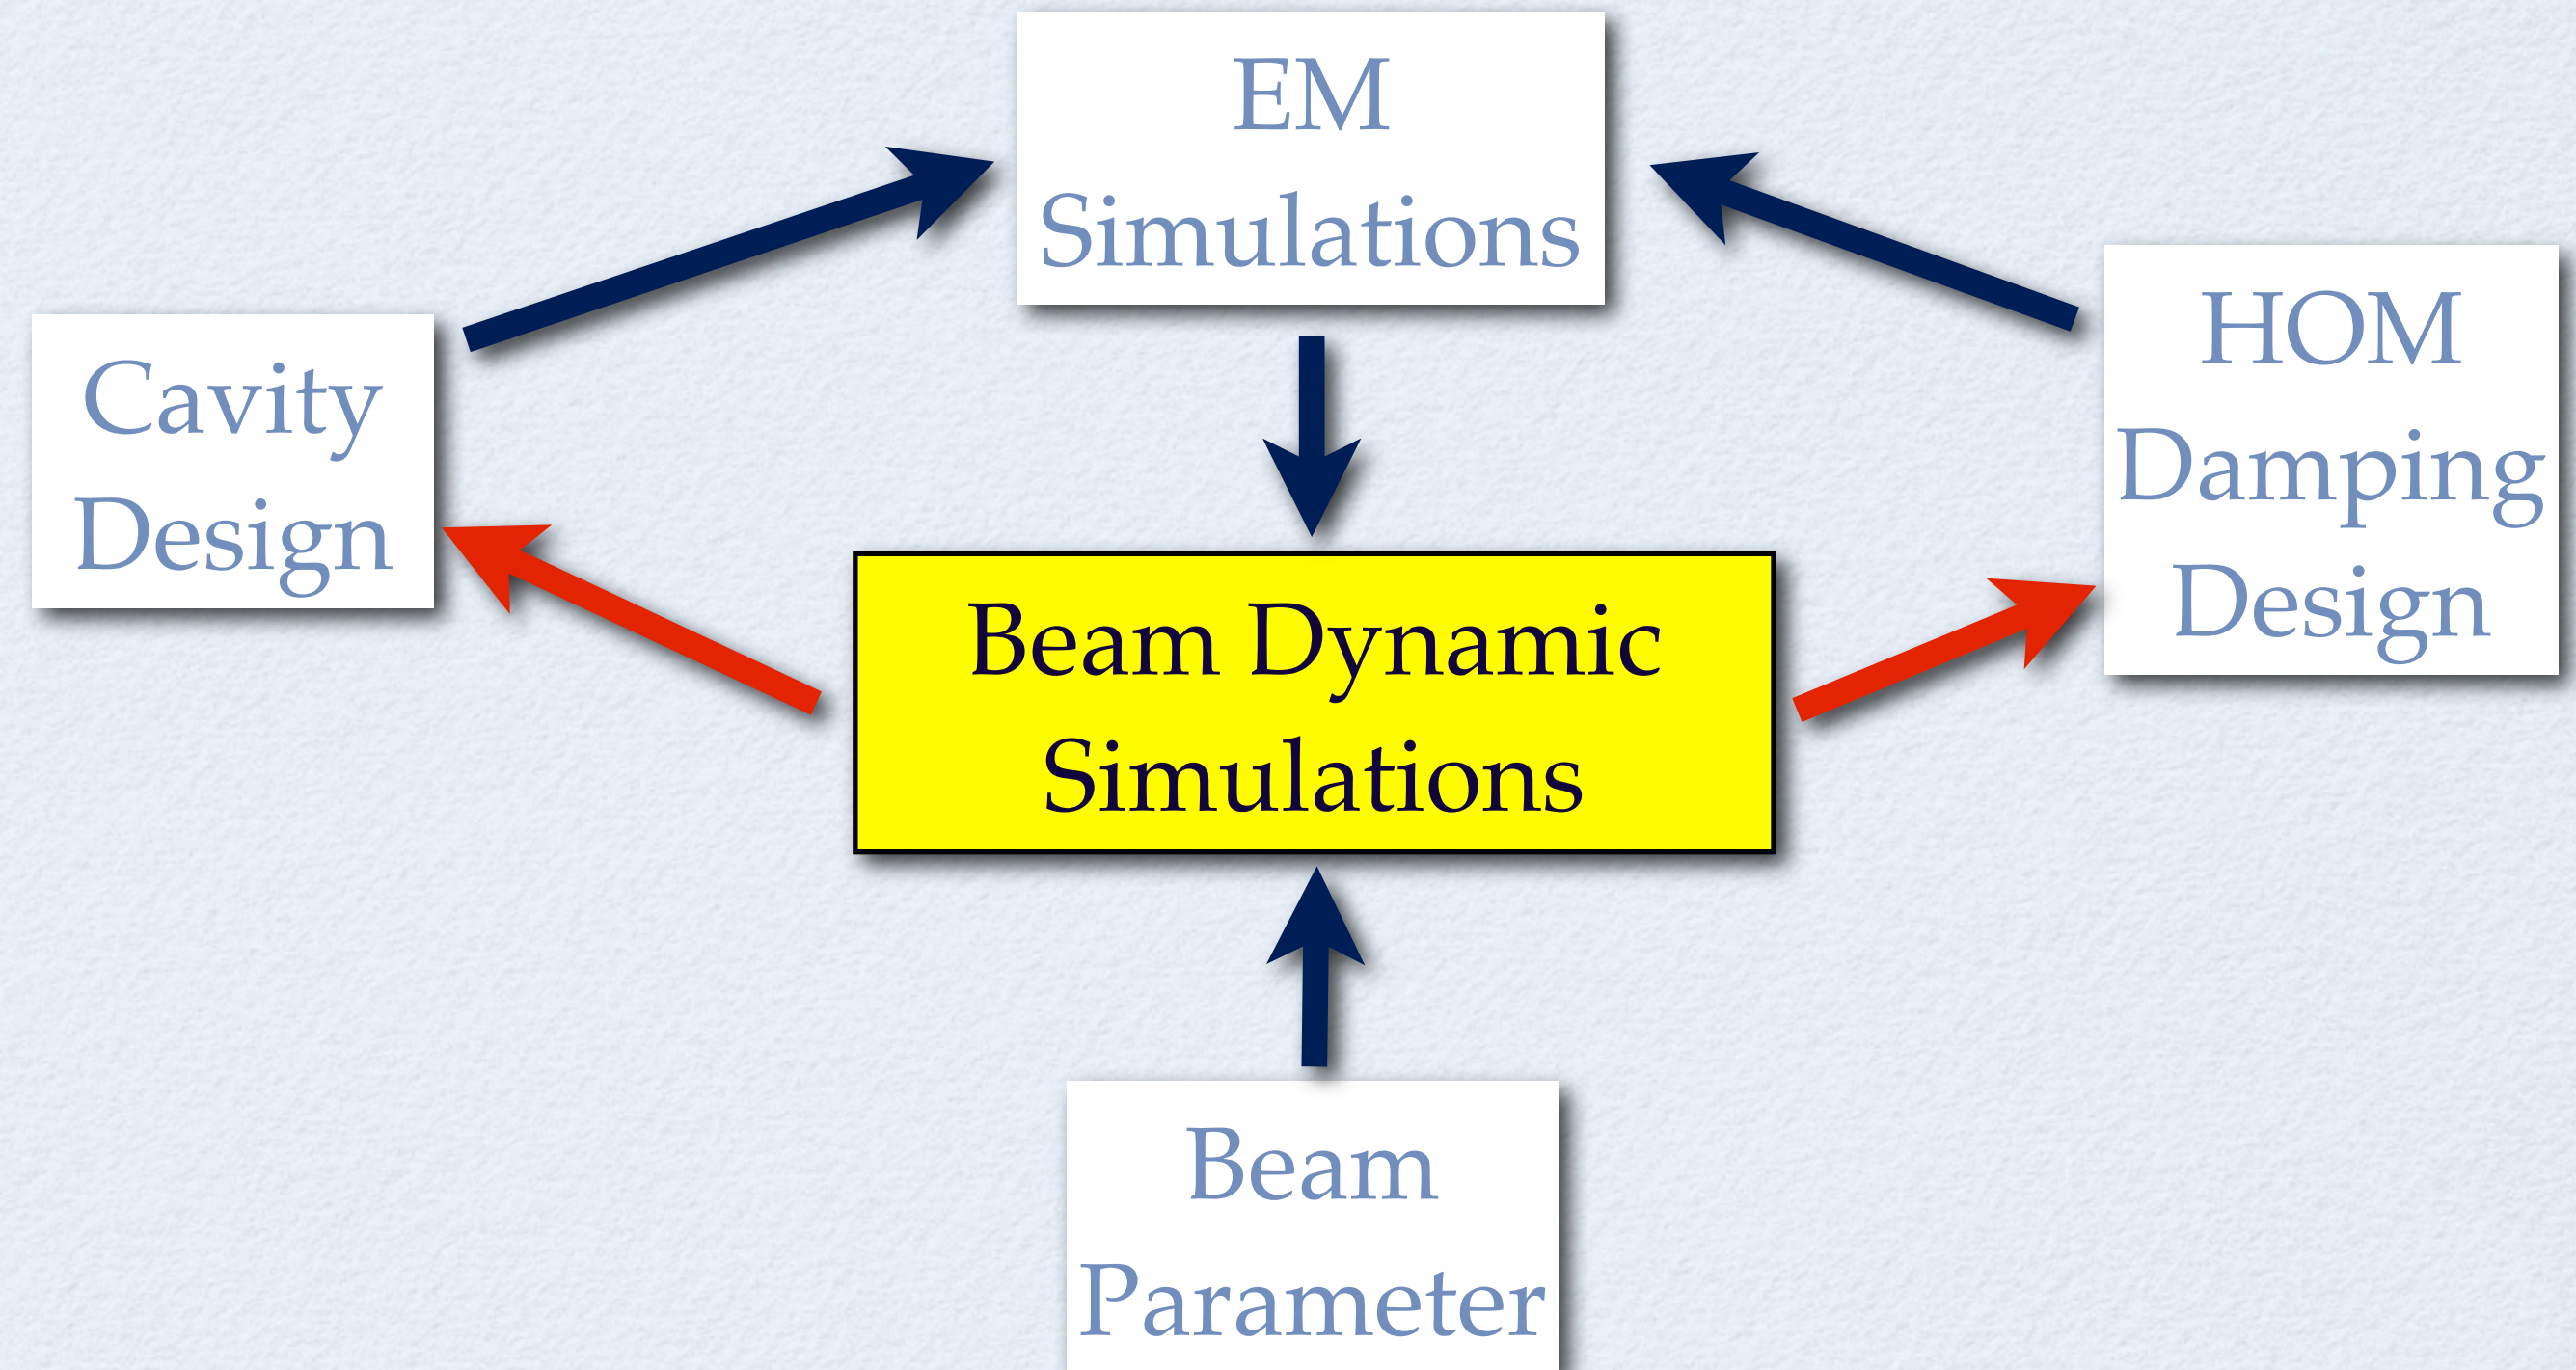 EM
Simulations
Cavity
Design
HOM
Damping
Design
Beam Dynamic
Simulations
Beam
Parameter